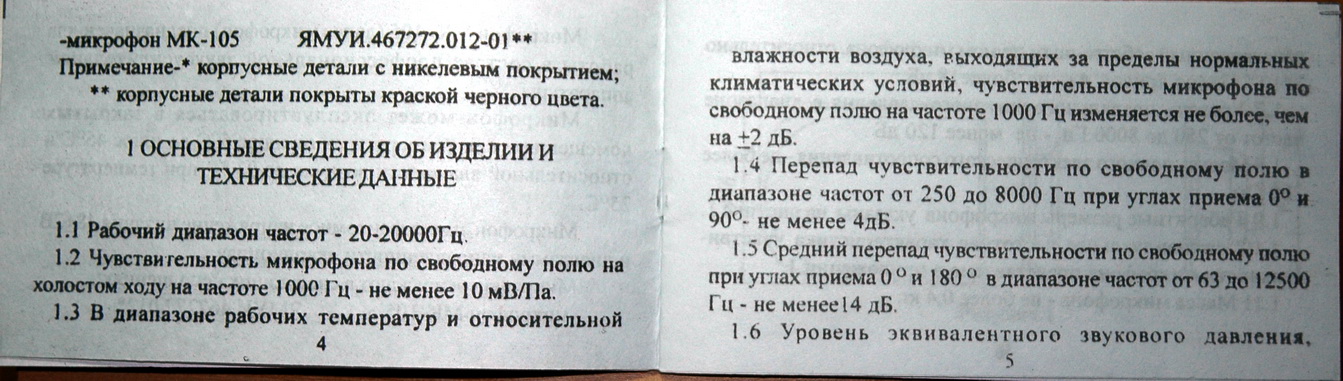 -микрофон МК-105 ЯМУИ.467272.012-01**
Примечание-* корпусные детали с никелевым покрытием;
** корпусные детали покрыты краской черного цвета.
1 ОСНОВНЫЕ СВЕДЕНИЯ ОБ ИЗДЕЛИИ И
ТЕХНИЧЕСКИЕ ДАННЫЕ
1.1 Рабочий диапазон частот - 20-20000Гц.
1.2 Чувствительность микрофона по свободному полю на
холостом ходу на частоте 1000 Гц - не менее 10 мВ/Па.
1.3 В диапазоне рабочих температур и относительной
4
влажности воздуха, выходящих за пределы нормальных
климатических условий, чувствительность микрофона по
свободному полю на частоте 1000 Гц изменяется не более, чем
на ±2 дБ.
1.4 Перепад чувствительности по свободному полю в
диапазоне частот от 250 до 8000 Гц при углах приема 0° и
90°- не менее 4дБ.
1.5 Средний перепад чувствительности по свободному полю
при углах приема 0 ° и 180 ° в диапазоне частот от 63 до 12500
Гц - не менее14 дБ.
1.6 Уровень эквивалентного звукового давления,
5